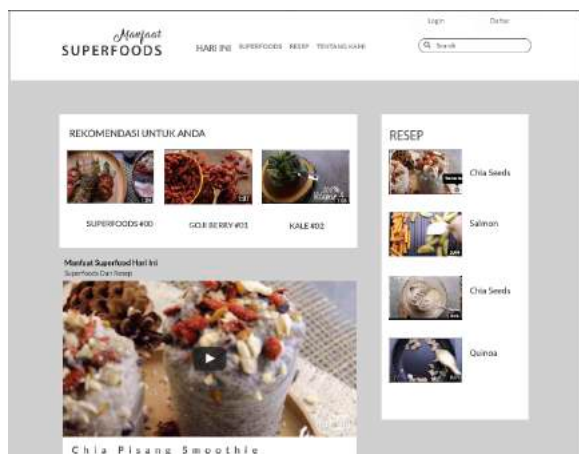 Login Daftar
Manfaat
SUPERFOODS
HARI INI SUPERFOODS RESEP TENTANG KAMI
Search
REKOMENDASI UNTUK ANDA
SUPERFOODS #00 GOJI BERRY #01 KALE #02
RESEP
Chia Seeds
Salmon
Chia Seeds
Quinoa
Manfaat Superfood Hari Ini
Superfoods Dan Resep
Chia Pisang Smoothie